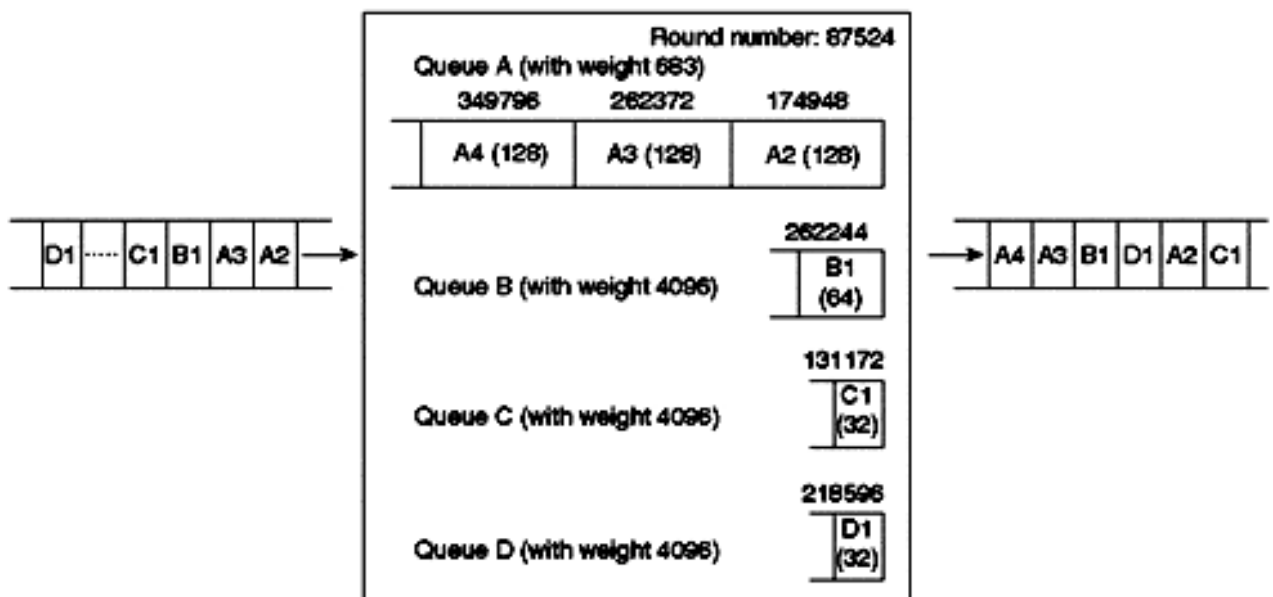 Round number: 87524
Queue A (with weight 683)
349796 262372 174948
A4 (128) A3 (128) A2 (128)
D1 ...... C1 B1 A3 A2
262244
B1
(64)
Queue B (with weight 4096)
A4 A3 B1 D1 A2 C1
131172
C1
(32)
Queue C (with weight 4096)
218596
D1
(32)
Queue D (with weight 4096)